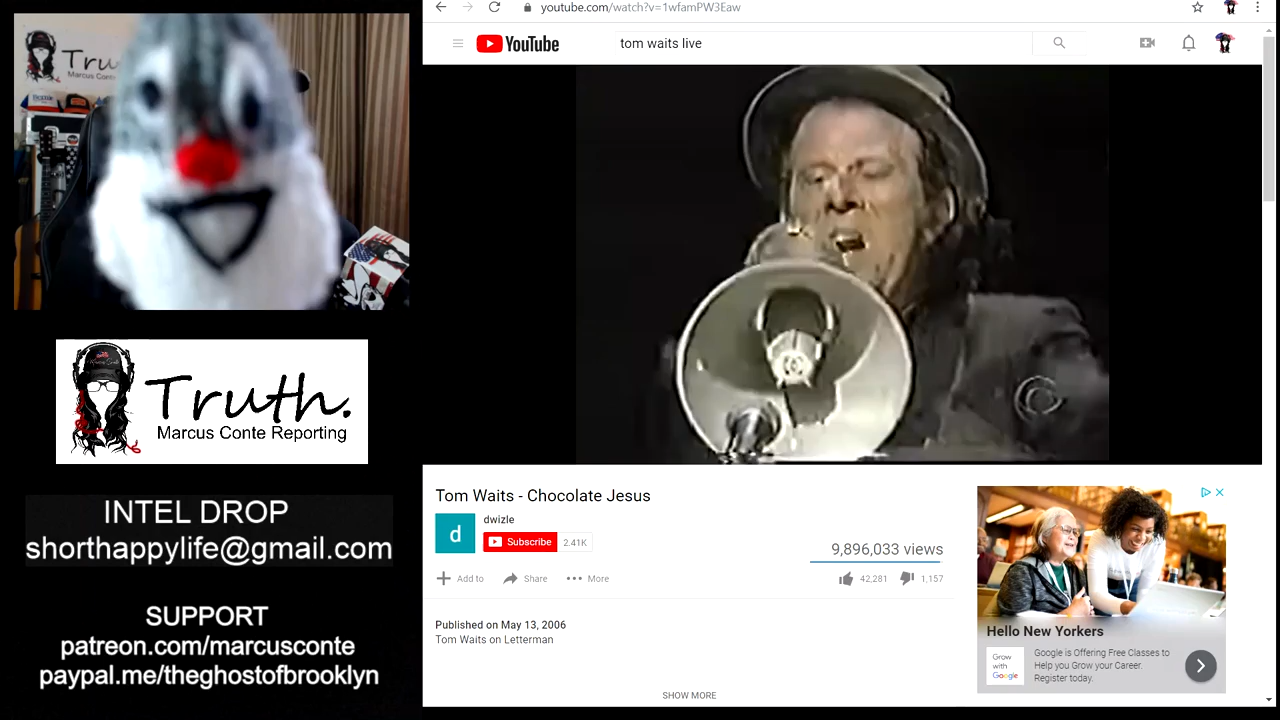 Tru
Marcus Conte
Truth.
Marcus Conte Reporting
INTEL DROP
shorthappylife@gmail.com
SUPPORT
patreon.com/marcusconte
paypal.me/theghostofbrooklyn
youtube.com/watch?v=1wfamPW3Eaw
YouTube
tom waits live
Tom Waits - Chocolate Jesus
d
dwizle
Subscribe 2.41K
9,896,033 views
Add to Share More
42,281 1,157
Published on May 13, 2006
Tom Waits on Letterman
SHOW MORE
Hello New Yorkers
Grow
with
Google
Google is Offering Free Classes to
Help you Grow your Career.
Register today.